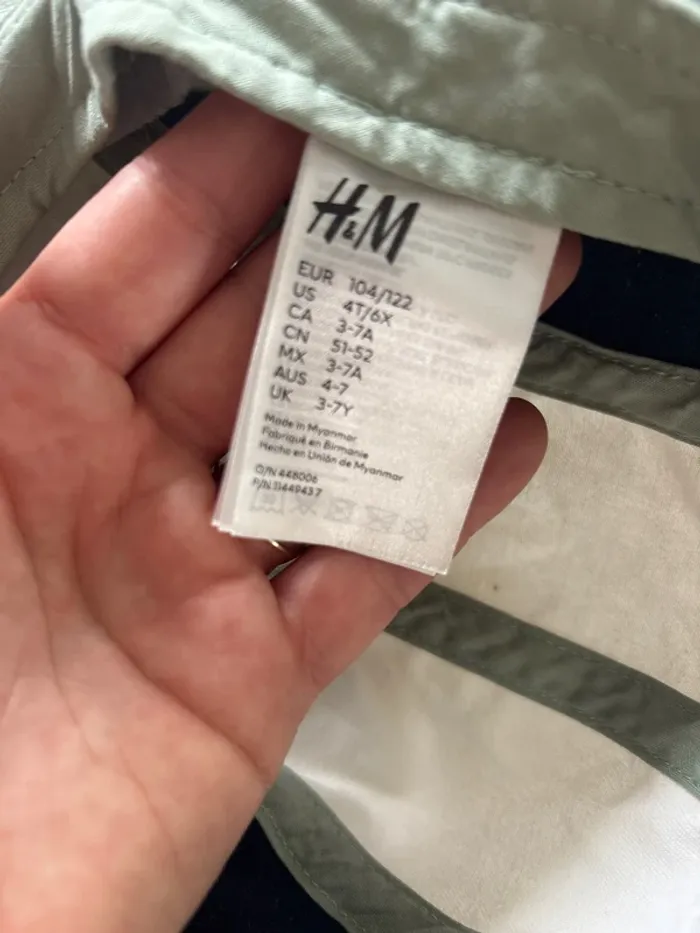 H&M
EUR 104/122
US 4T/6X
CA 3-7A
CN 51-52
MX 3-7A
AUS 4-7
UK 3-7Y
Made in Myanmar
Fabriqué en Birmanie
Hecho en Unión de Myanmar
O/N 448006
P/N 11449437